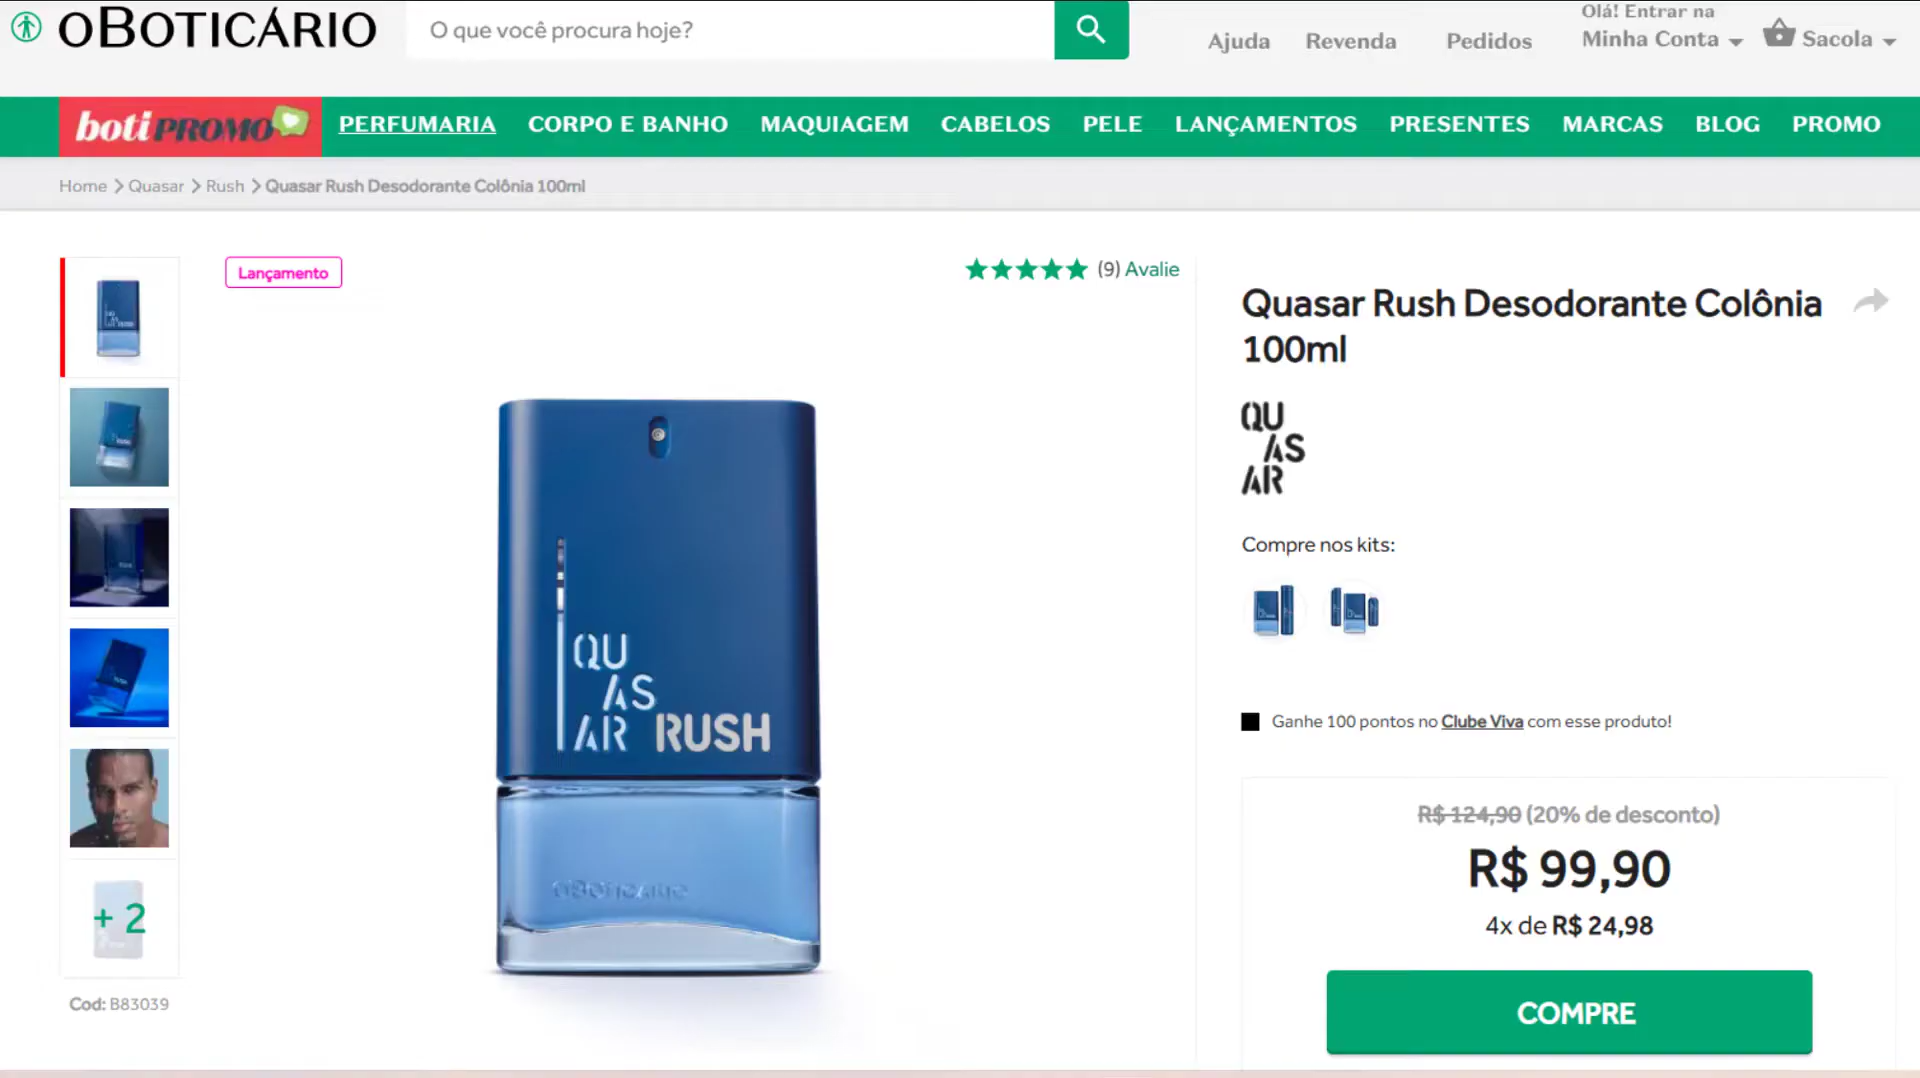 oBOTICÁRIO
O que você procura hoje?
Ajuda
Revenda
Pedidos
Olá! Entrar na
Minha Conta
Sacola
boti PROMO
PERFUMARIA
CORPO E BANHO
MAQUIAGEM
CABELOS
PELE
LANÇAMENTOS
PRESENTES
MARCAS
BLOG
PROMO
Home > Quasar > Rush > Quasar Rush Desodorante Colônia 100ml
Lançamento
(9) Avalie
QU
AS
AR RUSH
oBOTICÁRIO
+ 2
Cod: B83039
Quasar Rush Desodorante Colônia
100ml
QU
AS
AR
Compre nos kits:
Ganhe 100 pontos no Clube Viva com esse produto!
R$ 124,90 (20% de desconto)
R$ 99,90
4x de R$ 24,98
COMPRE